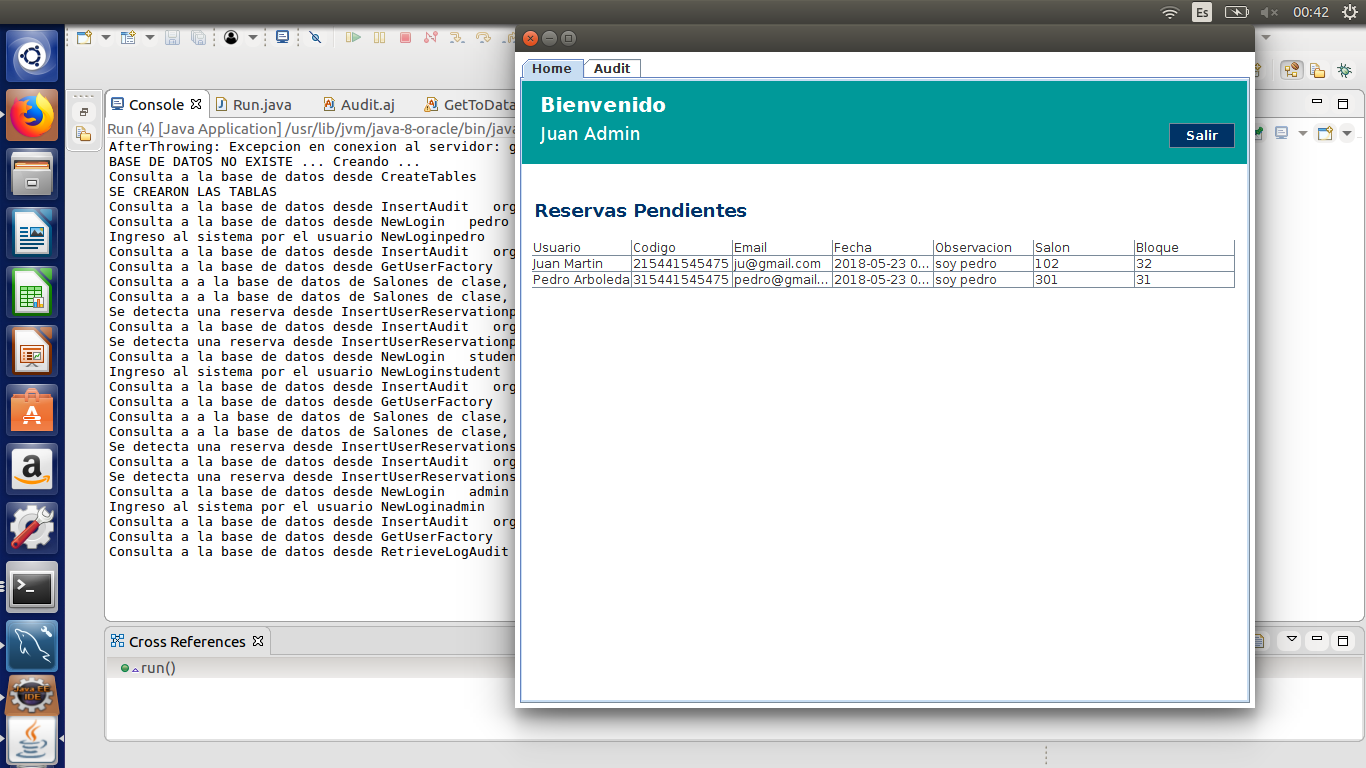 Es
00:42
Console
Run.java
Audit.aj
GetToData
Run (4) [Java Application] /usr/lib/jvm/java-8-oracle/bin/java
AfterThrowing: Excepcion en conexion al servidor: g
BASE DE DATOS NO EXISTE ... Creando ...
Consulta a la base de datos desde CreateTables
SE CREARON LAS TABLAS
Consulta a la base de datos desde InsertAudit   org
Consulta a la base de datos desde NewLogin   pedro
Ingreso al sistema por el usuario NewLoginpedro
Consulta a la base de datos desde InsertAudit   org
Consulta a la base de datos desde GetUserFactory
Consulta a a la base de datos de Salones de clase,
Consulta a a la base de datos de Salones de clase,
Se detecta una reserva desde InsertUserReservationp
Consulta a la base de datos desde InsertAudit   org
Se detecta una reserva desde InsertUserReservationp
Consulta a la base de datos desde NewLogin   studen
Ingreso al sistema por el usuario NewLoginstudent
Consulta a la base de datos desde InsertAudit   org
Consulta a la base de datos desde GetUserFactory
Consulta a a la base de datos de Salones de clase,
Consulta a a la base de datos de Salones de clase,
Se detecta una reserva desde InsertUserReservations
Consulta a la base de datos desde InsertAudit   org
Se detecta una reserva desde InsertUserReservations
Consulta a la base de datos desde NewLogin   admin
Ingreso al sistema por el usuario NewLoginadmin
Consulta a la base de datos desde InsertAudit   org
Consulta a la base de datos desde GetUserFactory
Consulta a la base de datos desde RetrieveLogAudit
Cross References
run()
Home Audit
Bienvenido
Juan Admin
Salir
Reservas Pendientes
Usuario Codigo Email Fecha Observacion Salon Bloque
Juan Martin 215441545475 ju@gmail.com 2018-05-23 0... soy pedro 102 32
Pedro Arboleda 315441545475 pedro@gmail... 2018-05-23 0... soy pedro 301 31
Java EE
IDE